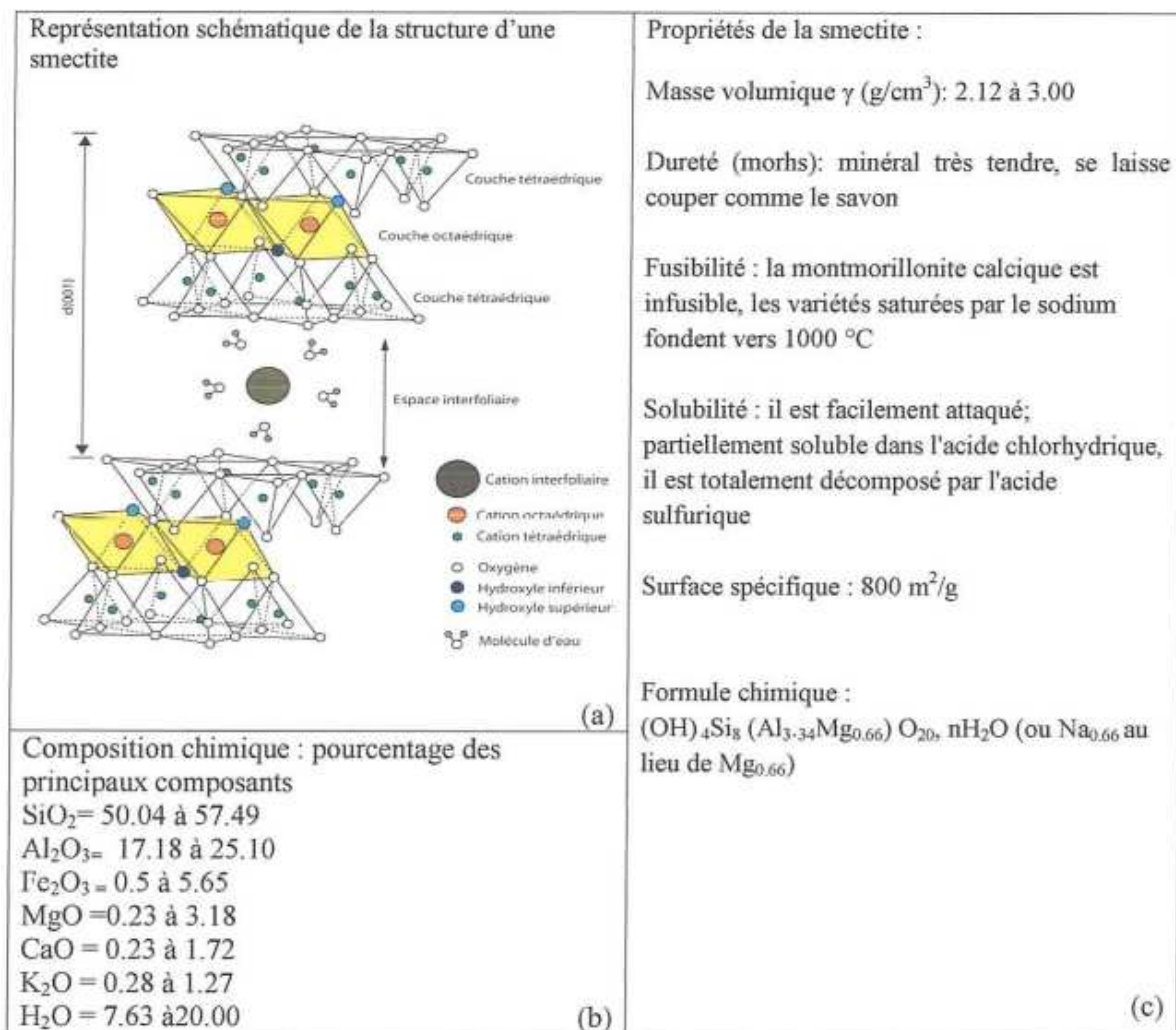 Représentation schématique de la structure d'une
smectite
Couche tétraédrique
Couche octaédrique
Couche tétraédrique
d(001)
Espace interfoliaire
Cation interfoliaire
Cation octaédrique
Cation tétraédrique
Oxygène
Hydroxyle inférieur
Hydroxyle supérieur
Molécule d'eau
(a)
Composition chimique : pourcentage des
principaux composants
SiO₂= 50.04 à 57.49
Al₂O₃= 17.18 à 25.10
Fe₂O₃ = 0.5 à 5.65
MgO =0.23 à 3.18
CaO = 0.23 à 1.72
K₂O = 0.28 à 1.27
H₂O = 7.63 à20.00
(b)
Propriétés de la smectite :
Masse volumique γ (g/cm³): 2.12 à 3.00
Dureté (morhs): minéral très tendre, se laisse
couper comme le savon
Fusibilité : la montmorillonite calcique est
infusible, les variétés saturées par le sodium
fondent vers 1000 °C
Solubilité : il est facilement attaqué;
partiellement soluble dans l'acide chlorhydrique,
il est totalement décomposé par l'acide
sulfurique
Surface spécifique : 800 m²/g
Formule chimique :
(OH)₄Si₈ (Al₃.₃₄Mg₀.₆₆) O₂₀, nH₂O (ou Na₀.₆₆ au
lieu de Mg₀.₆₆)
(c)